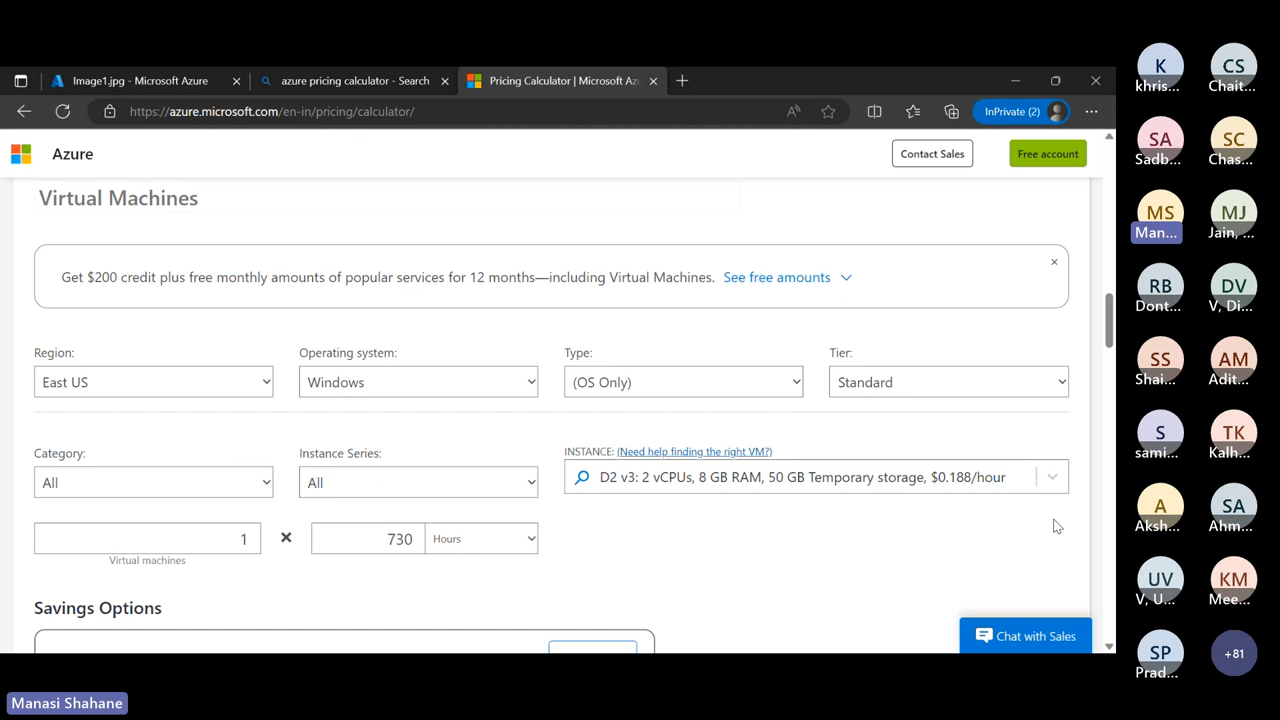 Image1.jpg - Microsoft Azure
azure pricing calculator - Search
Pricing Calculator | Microsoft Azu
https://azure.microsoft.com/en-in/pricing/calculator/
InPrivate (2)
Azure
Contact Sales
Free account
Virtual Machines
Get $200 credit plus free monthly amounts of popular services for 12 months—including Virtual Machines. See free amounts
Region:
Operating system:
Type:
Tier:
East US
Windows
(OS Only)
Standard
Category:
Instance Series:
INSTANCE: (Need help finding the right VM?)
All
All
D2 v3: 2 vCPUs, 8 GB RAM, 50 GB Temporary storage, $0.188/hour
1
×
730
Hours
Virtual machines
Savings Options
Chat with Sales
K
khris...
CS
Chait...
SA
Sadb...
SC
Chas...
MS
Man...
MJ
Jain, ...
RB
Dont...
DV
V, Di...
SS
Shai...
AM
Adit...
S
sami...
TK
Kalh...
A
Aksh...
SA
Ahm...
UV
V, U...
KM
Mee...
SP
Prad...
+81
Manasi Shahane